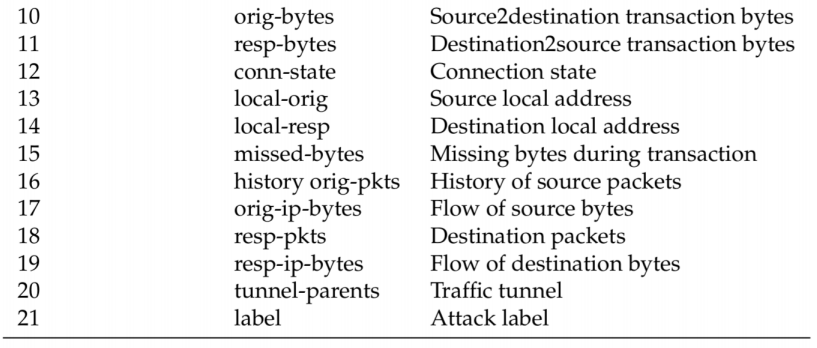 10 orig-bytes Source2destination transaction bytes
11 resp-bytes Destination2source transaction bytes
12 conn-state Connection state
13 local-orig Source local address
14 local-resp Destination local address
15 missed-bytes Missing bytes during transaction
16 history orig-pkts History of source packets
17 orig-ip-bytes Flow of source bytes
18 resp-pkts Destination packets
19 resp-ip-bytes Flow of destination bytes
20 tunnel-parents Traffic tunnel
21 label Attack label